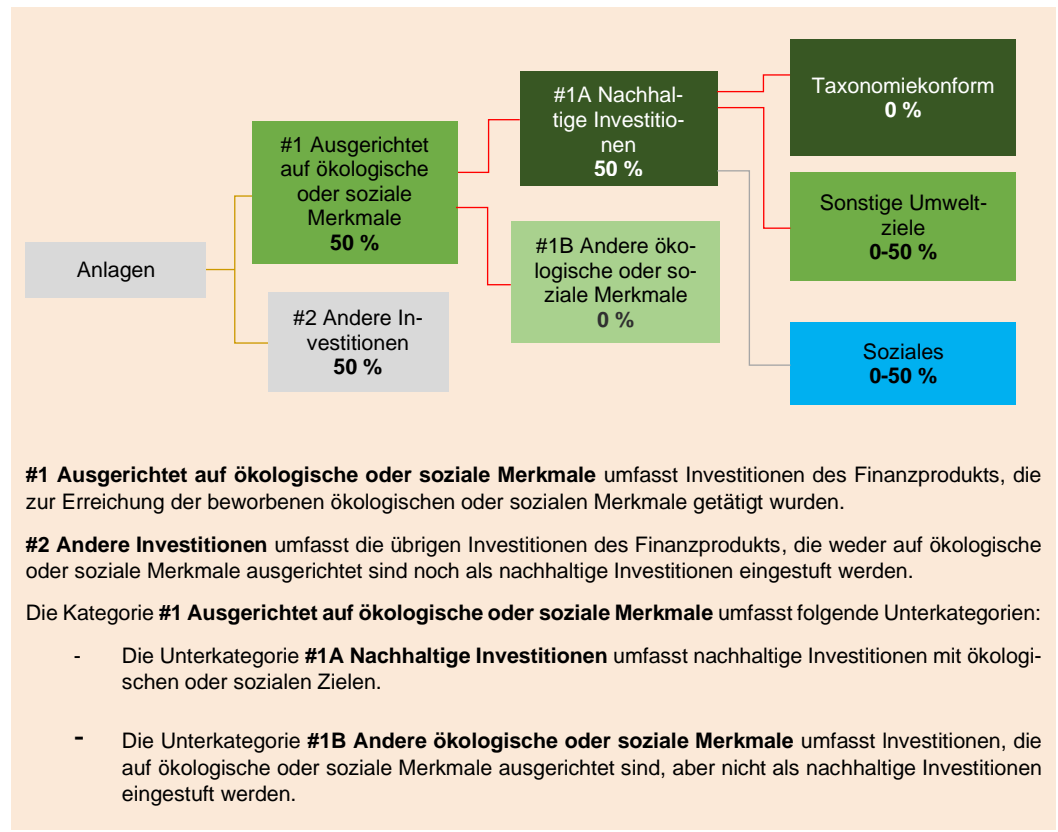 Anlagen
#1 Ausgerichtet
auf ökologische
oder soziale
Merkmale
50 %
#2 Andere In-
vestitionen
50 %
#1A Nachhal-
tige Investitio-
nen
50 %
#1B Andere öko-
logische oder so-
ziale Merkmale
0 %
Taxonomiekonform
0 %
Sonstige Umwelt-
ziele
0-50 %
Soziales
0-50 %
#1 Ausgerichtet auf ökologische oder soziale Merkmale umfasst Investitionen des Finanzprodukts, die
zur Erreichung der beworbenen ökologischen oder sozialen Merkmale getätigt wurden.
#2 Andere Investitionen umfasst die übrigen Investitionen des Finanzprodukts, die weder auf ökologische
oder soziale Merkmale ausgerichtet sind noch als nachhaltige Investitionen eingestuft werden.
Die Kategorie #1 Ausgerichtet auf ökologische oder soziale Merkmale umfasst folgende Unterkategorien:
- Die Unterkategorie #1A Nachhaltige Investitionen umfasst nachhaltige Investitionen mit ökologi-
schen oder sozialen Zielen.
- Die Unterkategorie #1B Andere ökologische oder soziale Merkmale umfasst Investitionen, die
auf ökologische oder soziale Merkmale ausgerichtet sind, aber nicht als nachhaltige Investitionen
eingestuft werden.